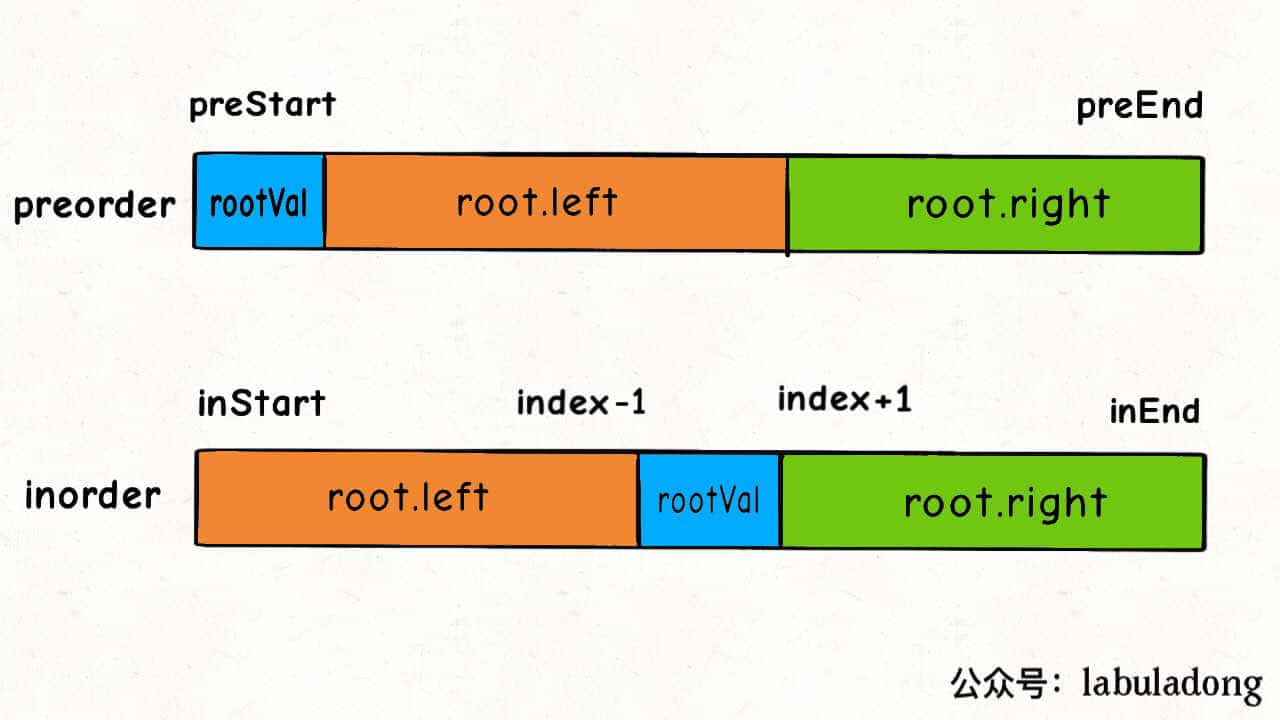 preStart preEnd
preorder rootVal root.left root.right
inStart index-1 index+1 inEnd
inorder root.left rootVal root.right
公众号：labuladong